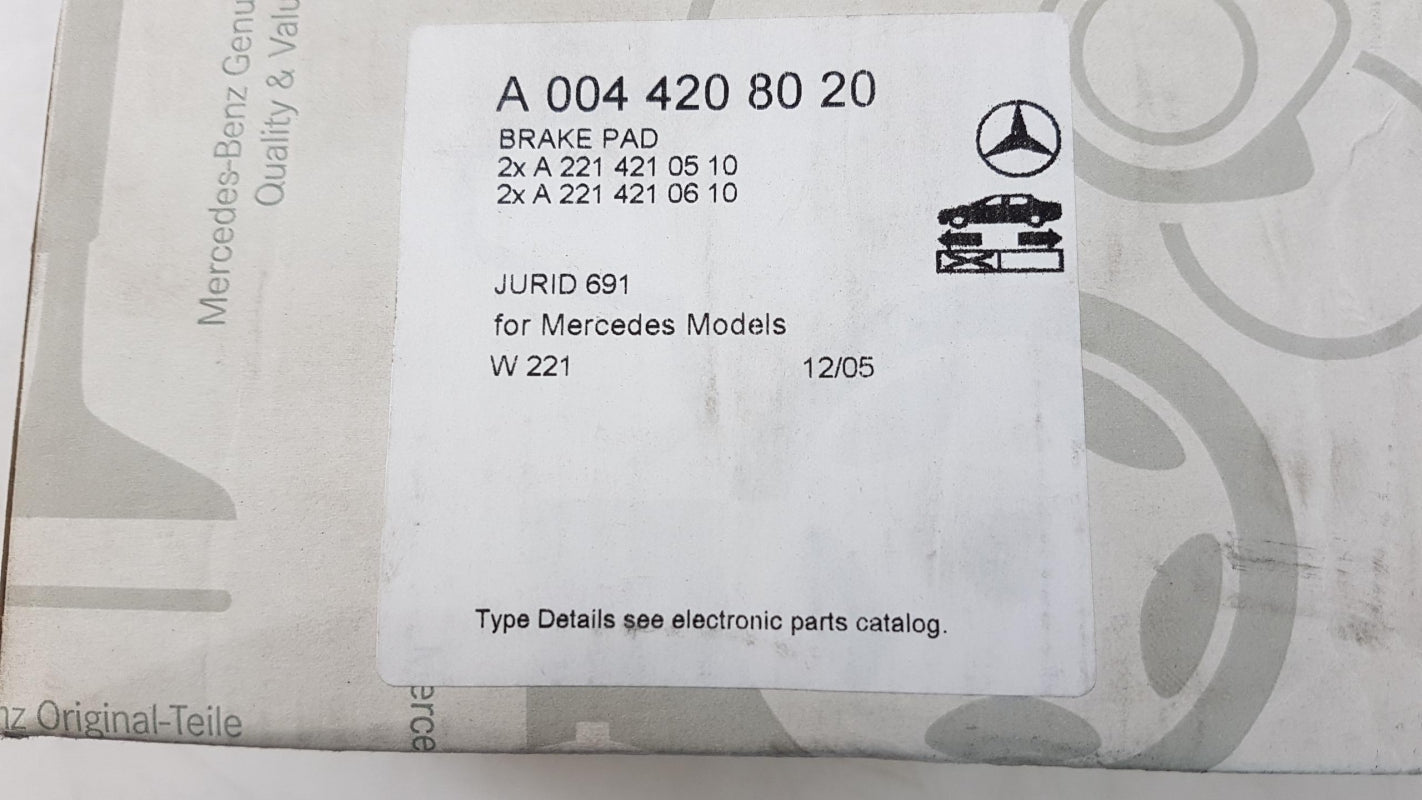 Mercedes-Benz Genu
Quality & Valu
A 004 420 80 20
BRAKE PAD
2x A 221 421 05 10
2x A 221 421 06 10
JURID 691
for Mercedes Models
W 221 12/05
Type Details see electronic parts catalog.
nz Original-Teile
erce